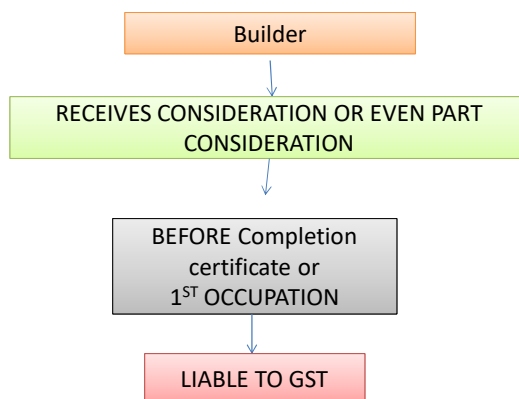 Builder
RECEIVES CONSIDERATION OR EVEN PART
CONSIDERATION
BEFORE Completion
certificate or
1ST OCCUPATION
LIABLE TO GST